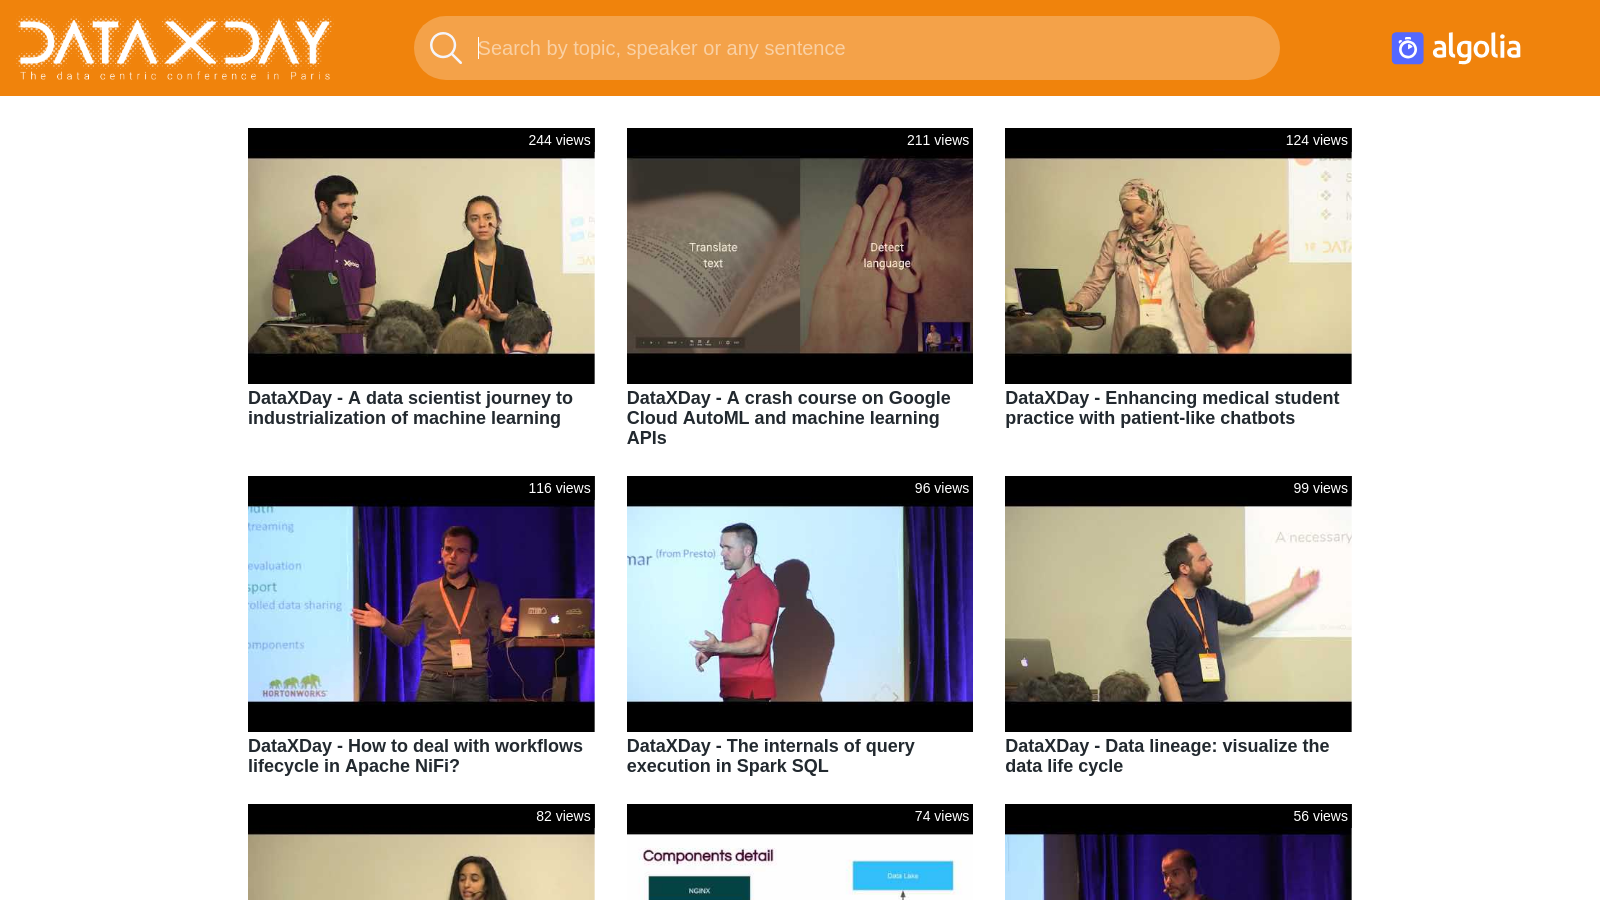 DATAXDAY
The data centric conference in Paris
Search by topic, speaker or any sentence
algolia
244 views
211 views
124 views
Translate
text
Detect
language
DataXDay - A data scientist journey to
industrialization of machine learning
DataXDay - A crash course on Google
Cloud AutoML and machine learning
APIs
DataXDay - Enhancing medical student
practice with patient-like chatbots
116 views
96 views
99 views
treaming
evaluation
sport
olled data sharing
mponents
HORTONWORKS
mar (from Presto)
A necessary
DataXDay - How to deal with workflows
lifecycle in Apache NiFi?
DataXDay - The internals of query
execution in Spark SQL
DataXDay - Data lineage: visualize the
data life cycle
82 views
74 views
56 views
Components detail
NGINX
Data Lake